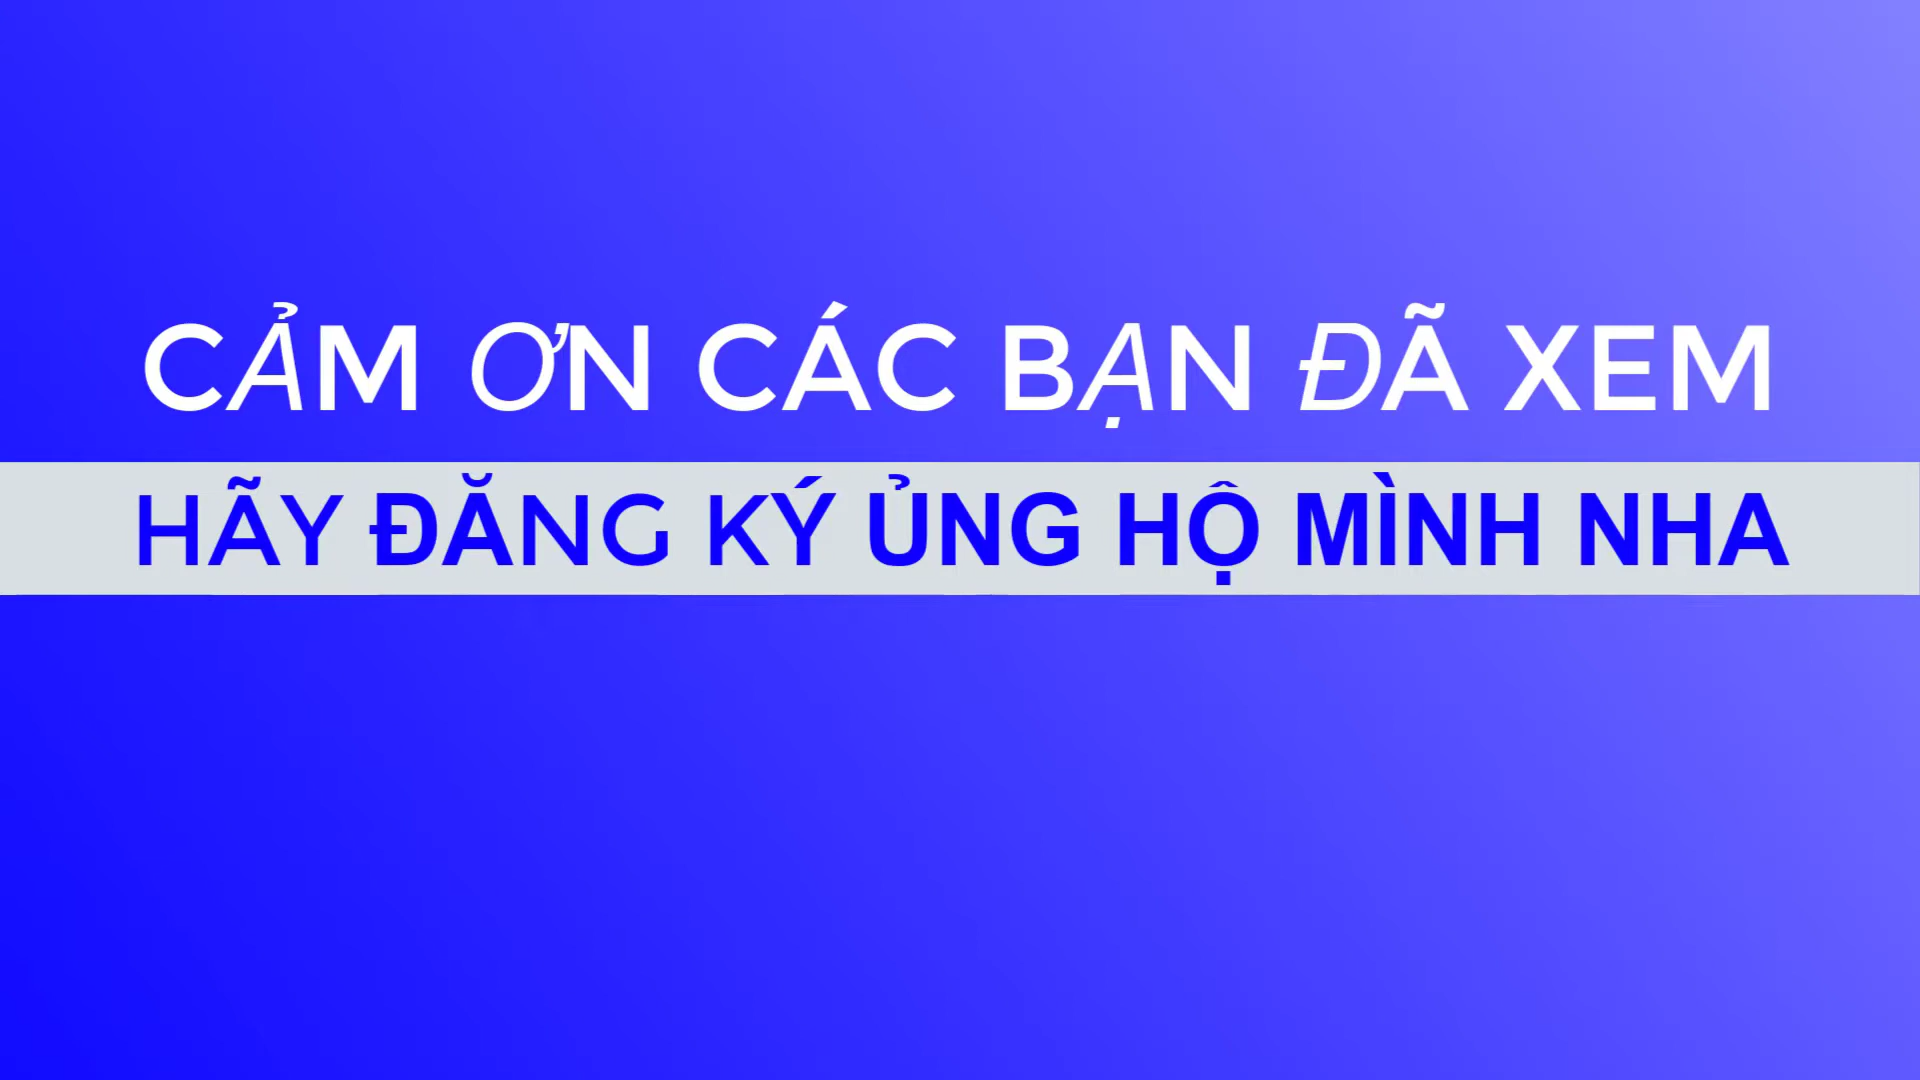 CẢM ƠN CÁC BẠN ĐÃ XEM
HÃY ĐĂNG KÝ ỦNG HỘ MÌNH NHA